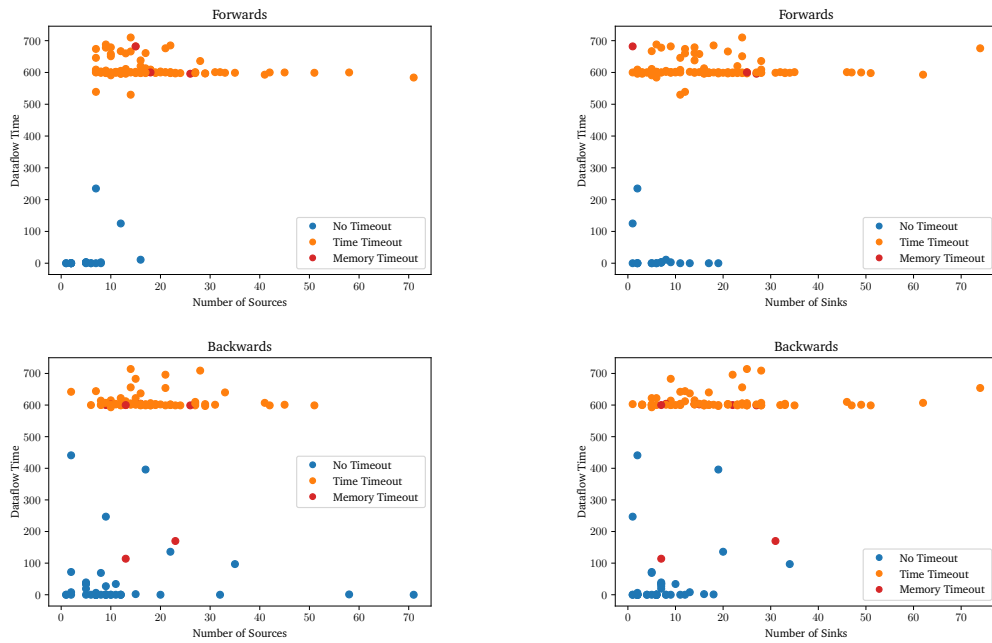 Forwards
Dataflow Time
700
600
500
400
300
200
100
0
0 10 20 30 40 50 60 70
Number of Sources
No Timeout
Time Timeout
Memory Timeout
Forwards
Dataflow Time
700
600
500
400
300
200
100
0
0 10 20 30 40 50 60 70
Number of Sinks
No Timeout
Time Timeout
Memory Timeout
Backwards
Dataflow Time
700
600
500
400
300
200
100
0
0 10 20 30 40 50 60 70
Number of Sources
No Timeout
Time Timeout
Memory Timeout
Backwards
Dataflow Time
700
600
500
400
300
200
100
0
0 10 20 30 40 50 60 70
Number of Sinks
No Timeout
Time Timeout
Memory Timeout